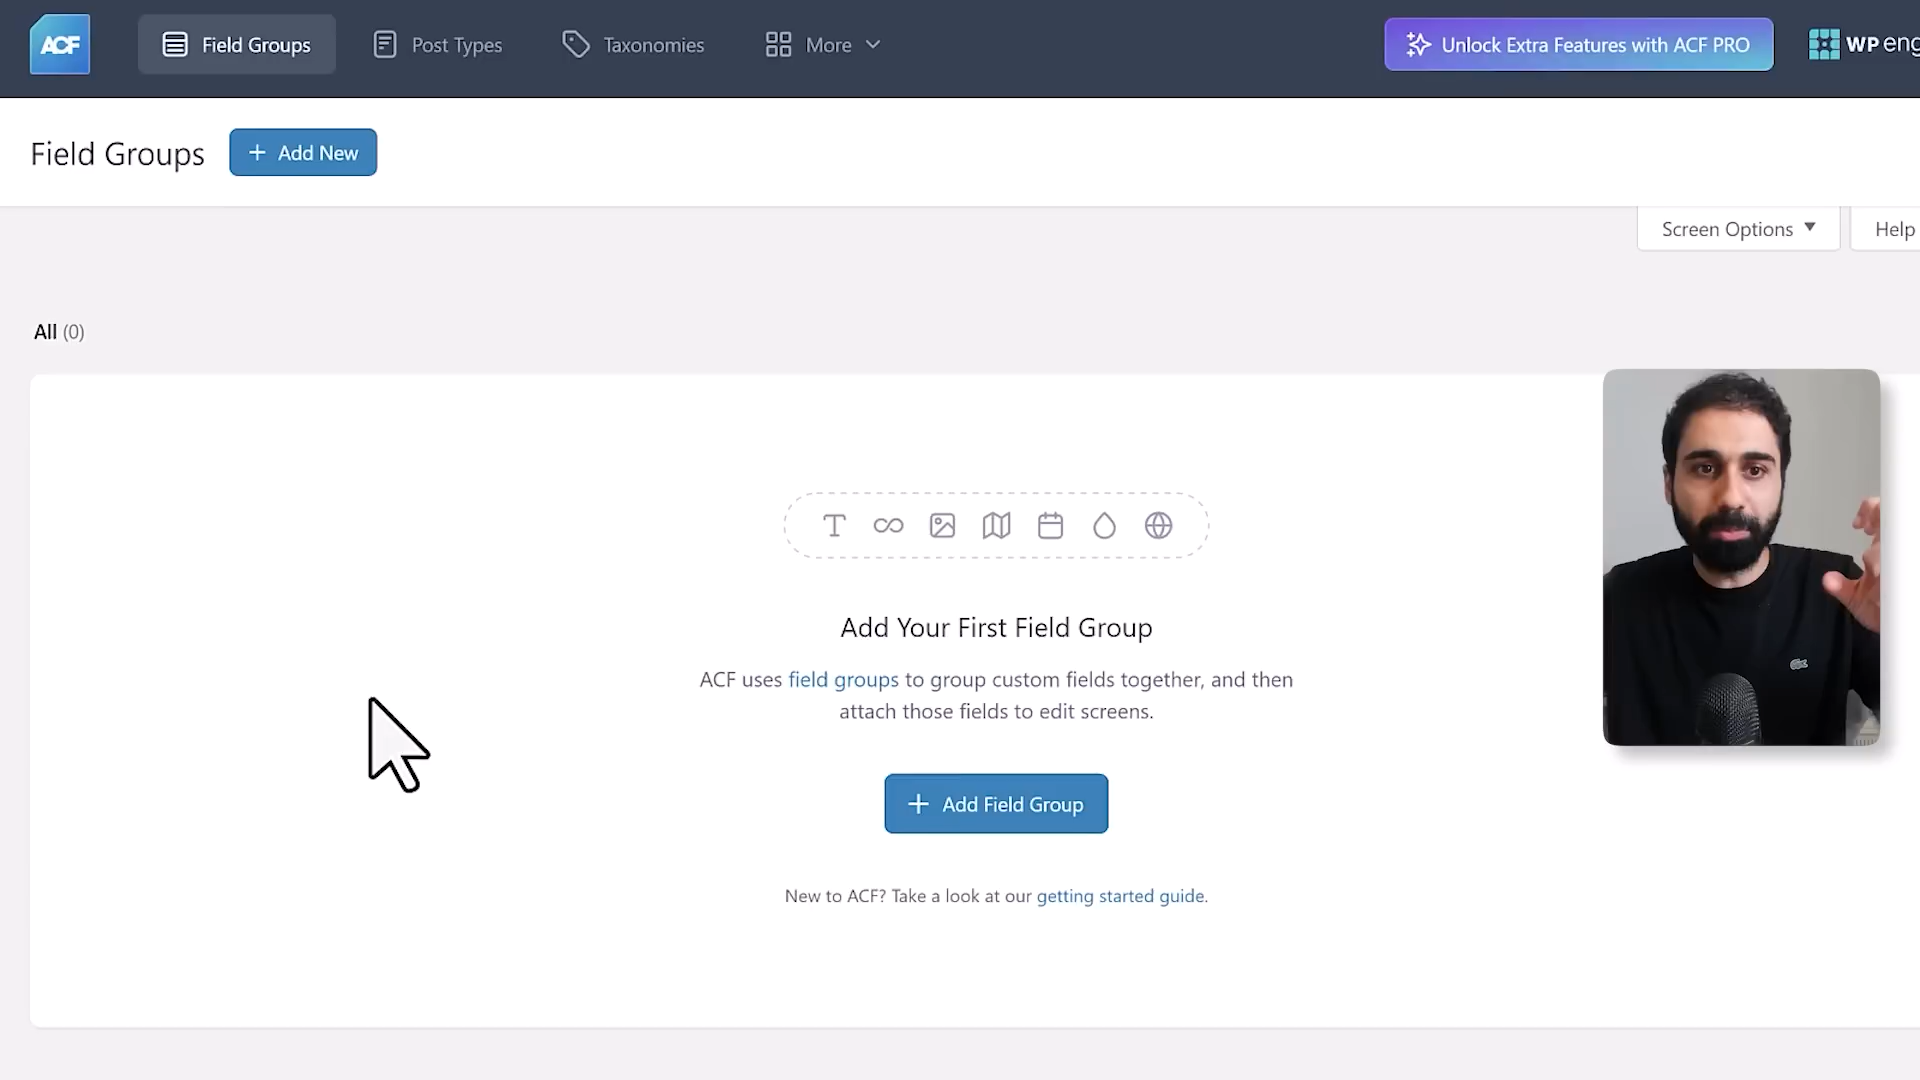 ACF
Field Groups
Post Types
Taxonomies
More
Unlock Extra Features with ACF PRO
WP eng
Field Groups
+ Add New
Screen Options
Help
All (0)
Add Your First Field Group
ACF uses field groups to group custom fields together, and then
attach those fields to edit screens.
+ Add Field Group
New to ACF? Take a look at our getting started guide.